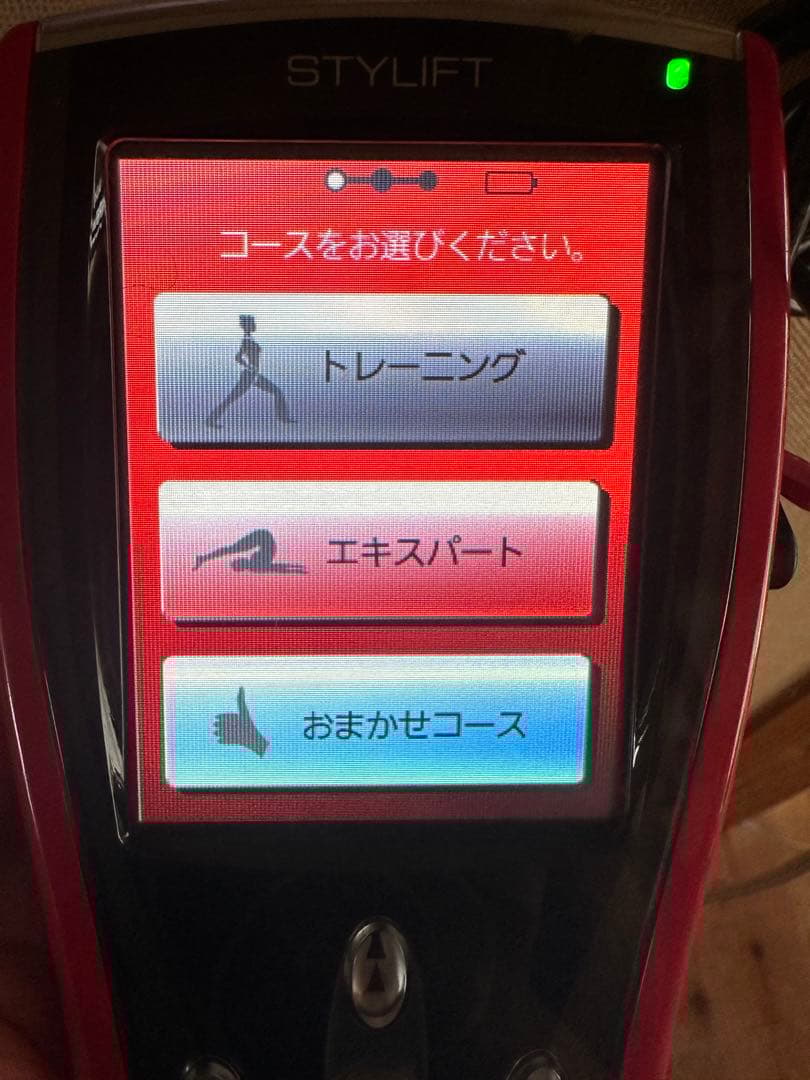 STYLIFT
コースをお選びください。
トレーニング
エキスパート
おまかせコース